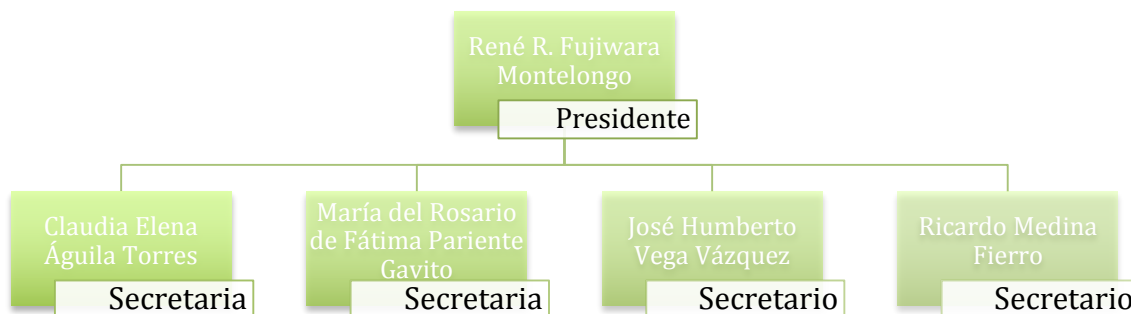 René R. Fujiwara
Montelongo
Presidente
Claudia Elena
Águila Torres
Secretaria
María del Rosario
de Fátima Pariente
Gavito
Secretaria
José Humberto
Vega Vázquez
Secretario
Ricardo Medina
Fierro
Secretario